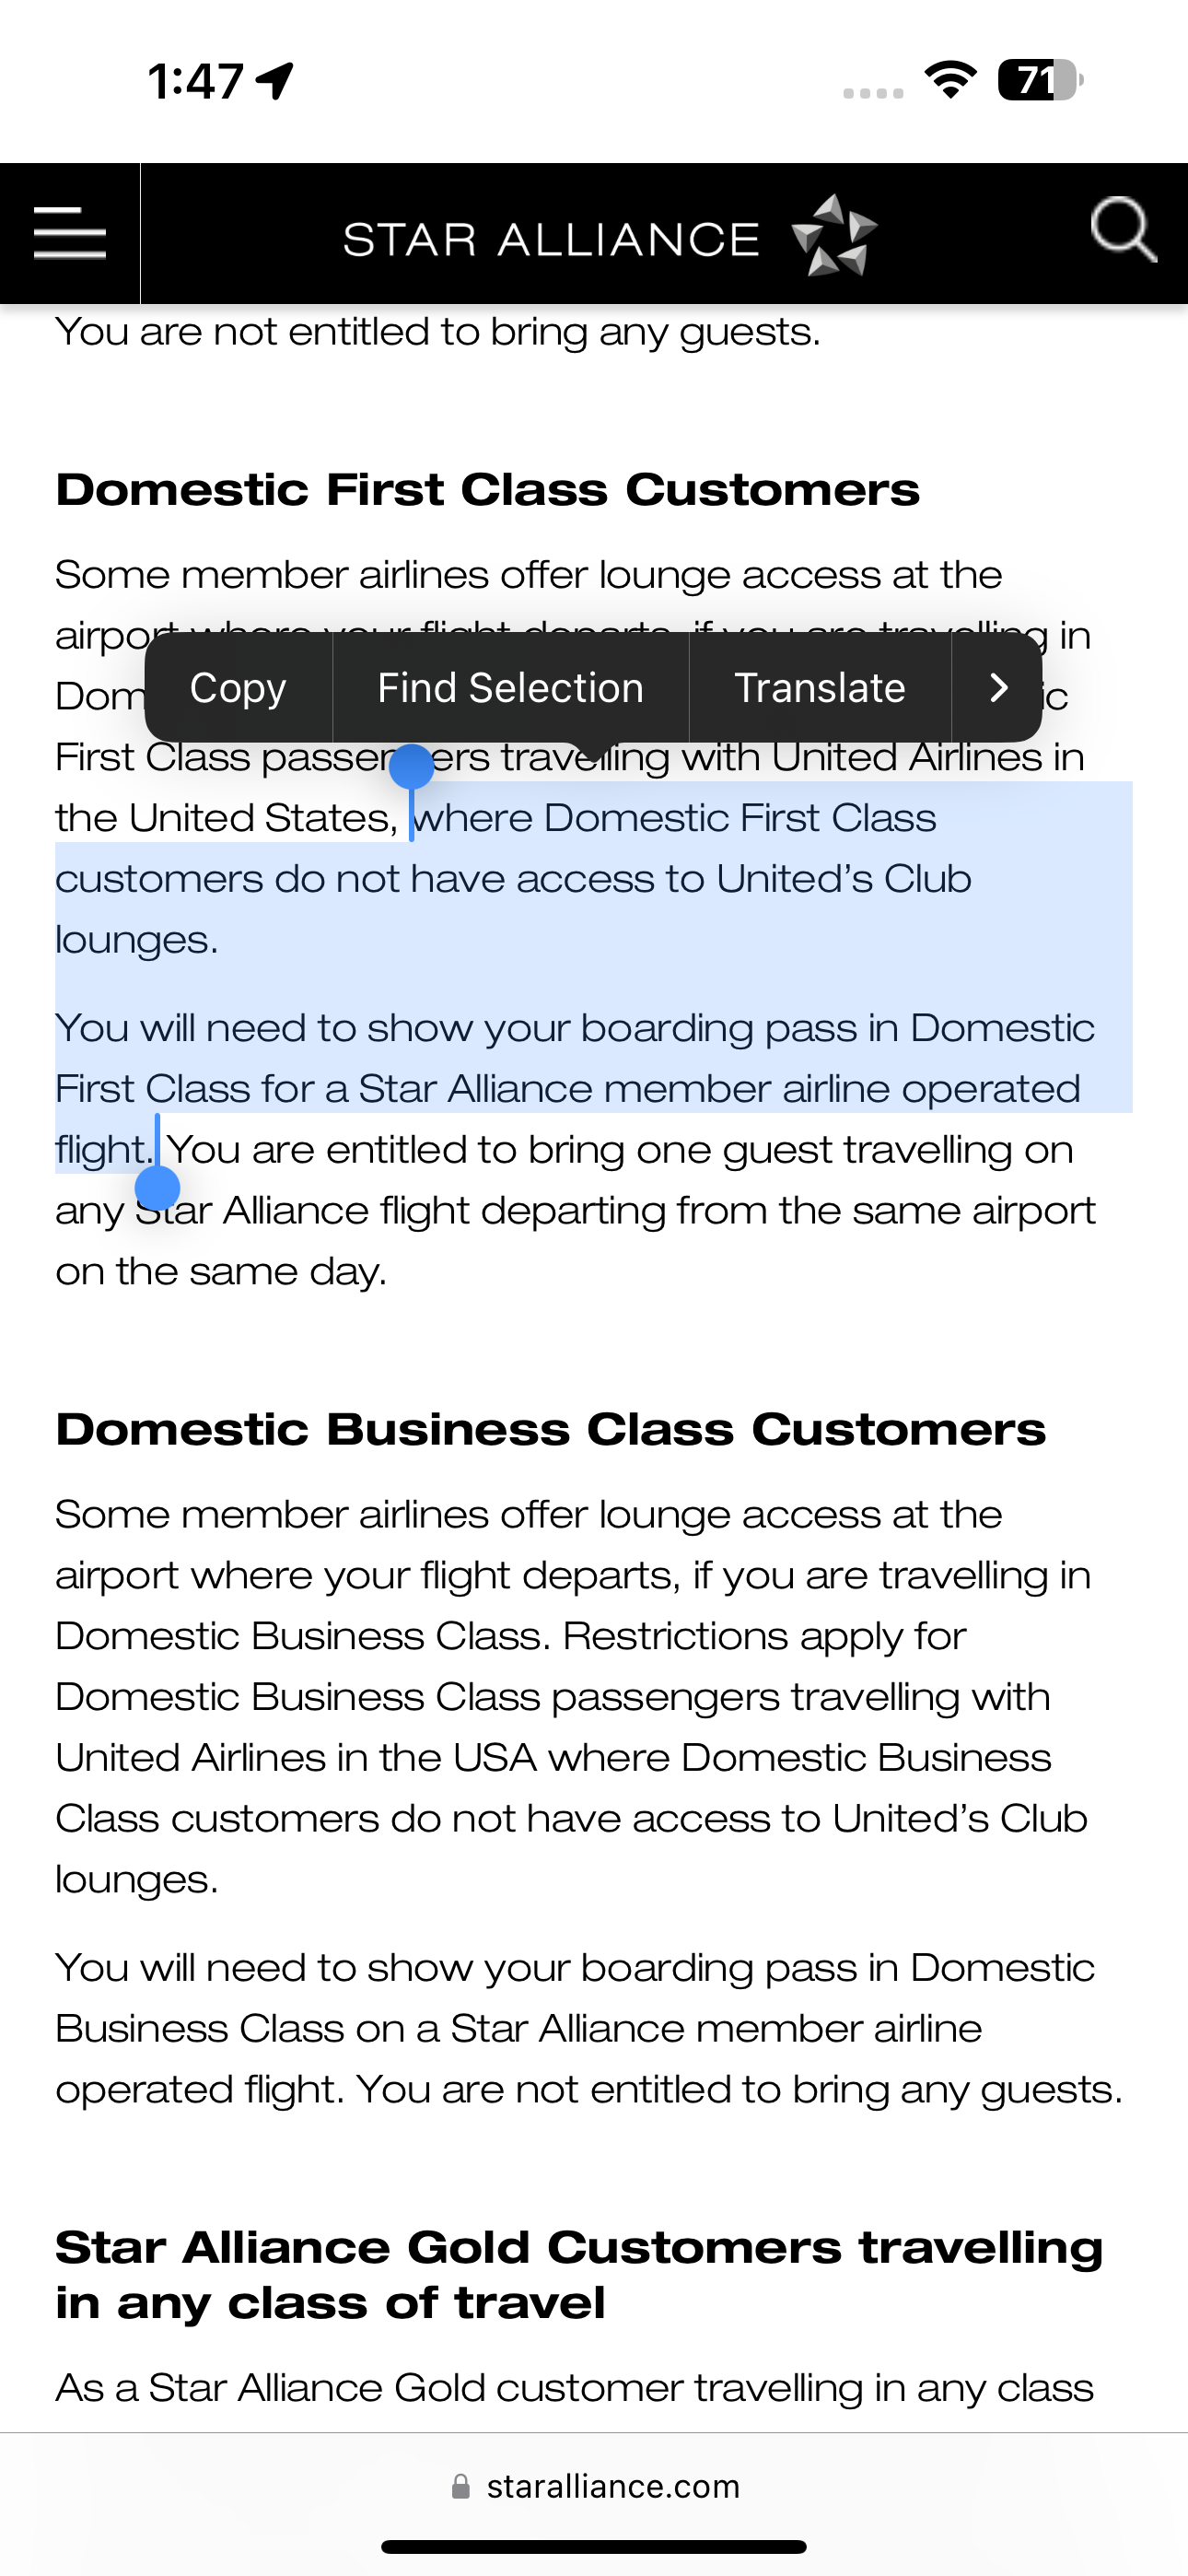 1:47
71
STAR ALLIANCE
You are not entitled to bring any guests.
Domestic First Class Customers
Some member airlines offer lounge access at the
airport where your flight departs, if you are travelling in
Dom ic
Copy Find Selection Translate
First Class passengers travelling with United Airlines in
the United States, where Domestic First Class
customers do not have access to United’s Club
lounges.
You will need to show your boarding pass in Domestic
First Class for a Star Alliance member airline operated
flight. You are entitled to bring one guest travelling on
any Star Alliance flight departing from the same airport
on the same day.
Domestic Business Class Customers
Some member airlines offer lounge access at the
airport where your flight departs, if you are travelling in
Domestic Business Class. Restrictions apply for
Domestic Business Class passengers travelling with
United Airlines in the USA where Domestic Business
Class customers do not have access to United’s Club
lounges.
You will need to show your boarding pass in Domestic
Business Class on a Star Alliance member airline
operated flight. You are not entitled to bring any guests.
Star Alliance Gold Customers travelling
in any class of travel
As a Star Alliance Gold customer travelling in any class
staralliance.com